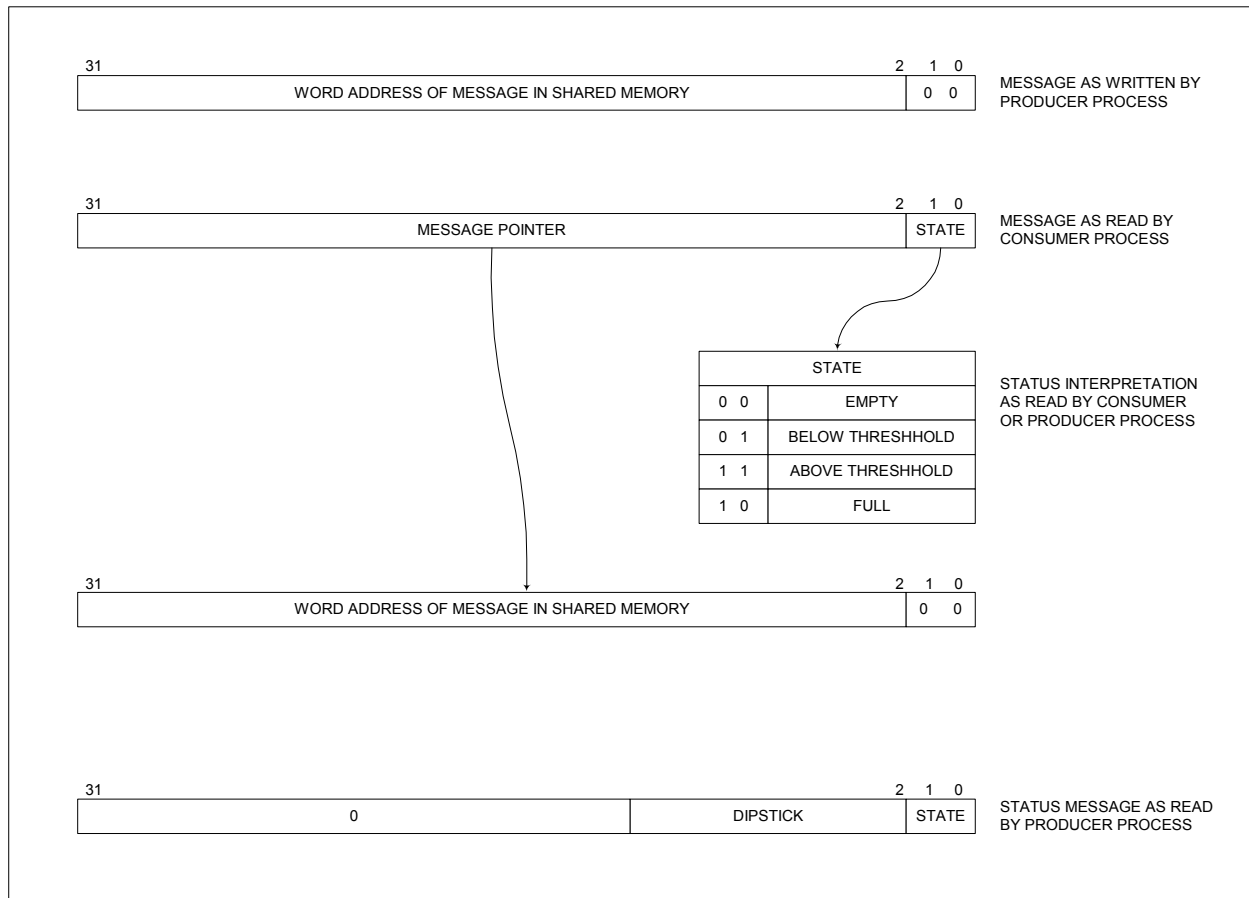 31 2 1 0
WORD ADDRESS OF MESSAGE IN SHARED MEMORY 0 0
MESSAGE AS WRITTEN BY
PRODUCER PROCESS
31 2 1 0
MESSAGE POINTER STATE
MESSAGE AS READ BY
CONSUMER PROCESS
STATE
0 0 EMPTY
0 1 BELOW THRESHHOLD
1 1 ABOVE THRESHHOLD
1 0 FULL
STATUS INTERPRETATION
AS READ BY CONSUMER
OR PRODUCER PROCESS
31 2 1 0
WORD ADDRESS OF MESSAGE IN SHARED MEMORY 0 0
31 2 1 0
0 DIPSTICK STATE
STATUS MESSAGE AS READ
BY PRODUCER PROCESS